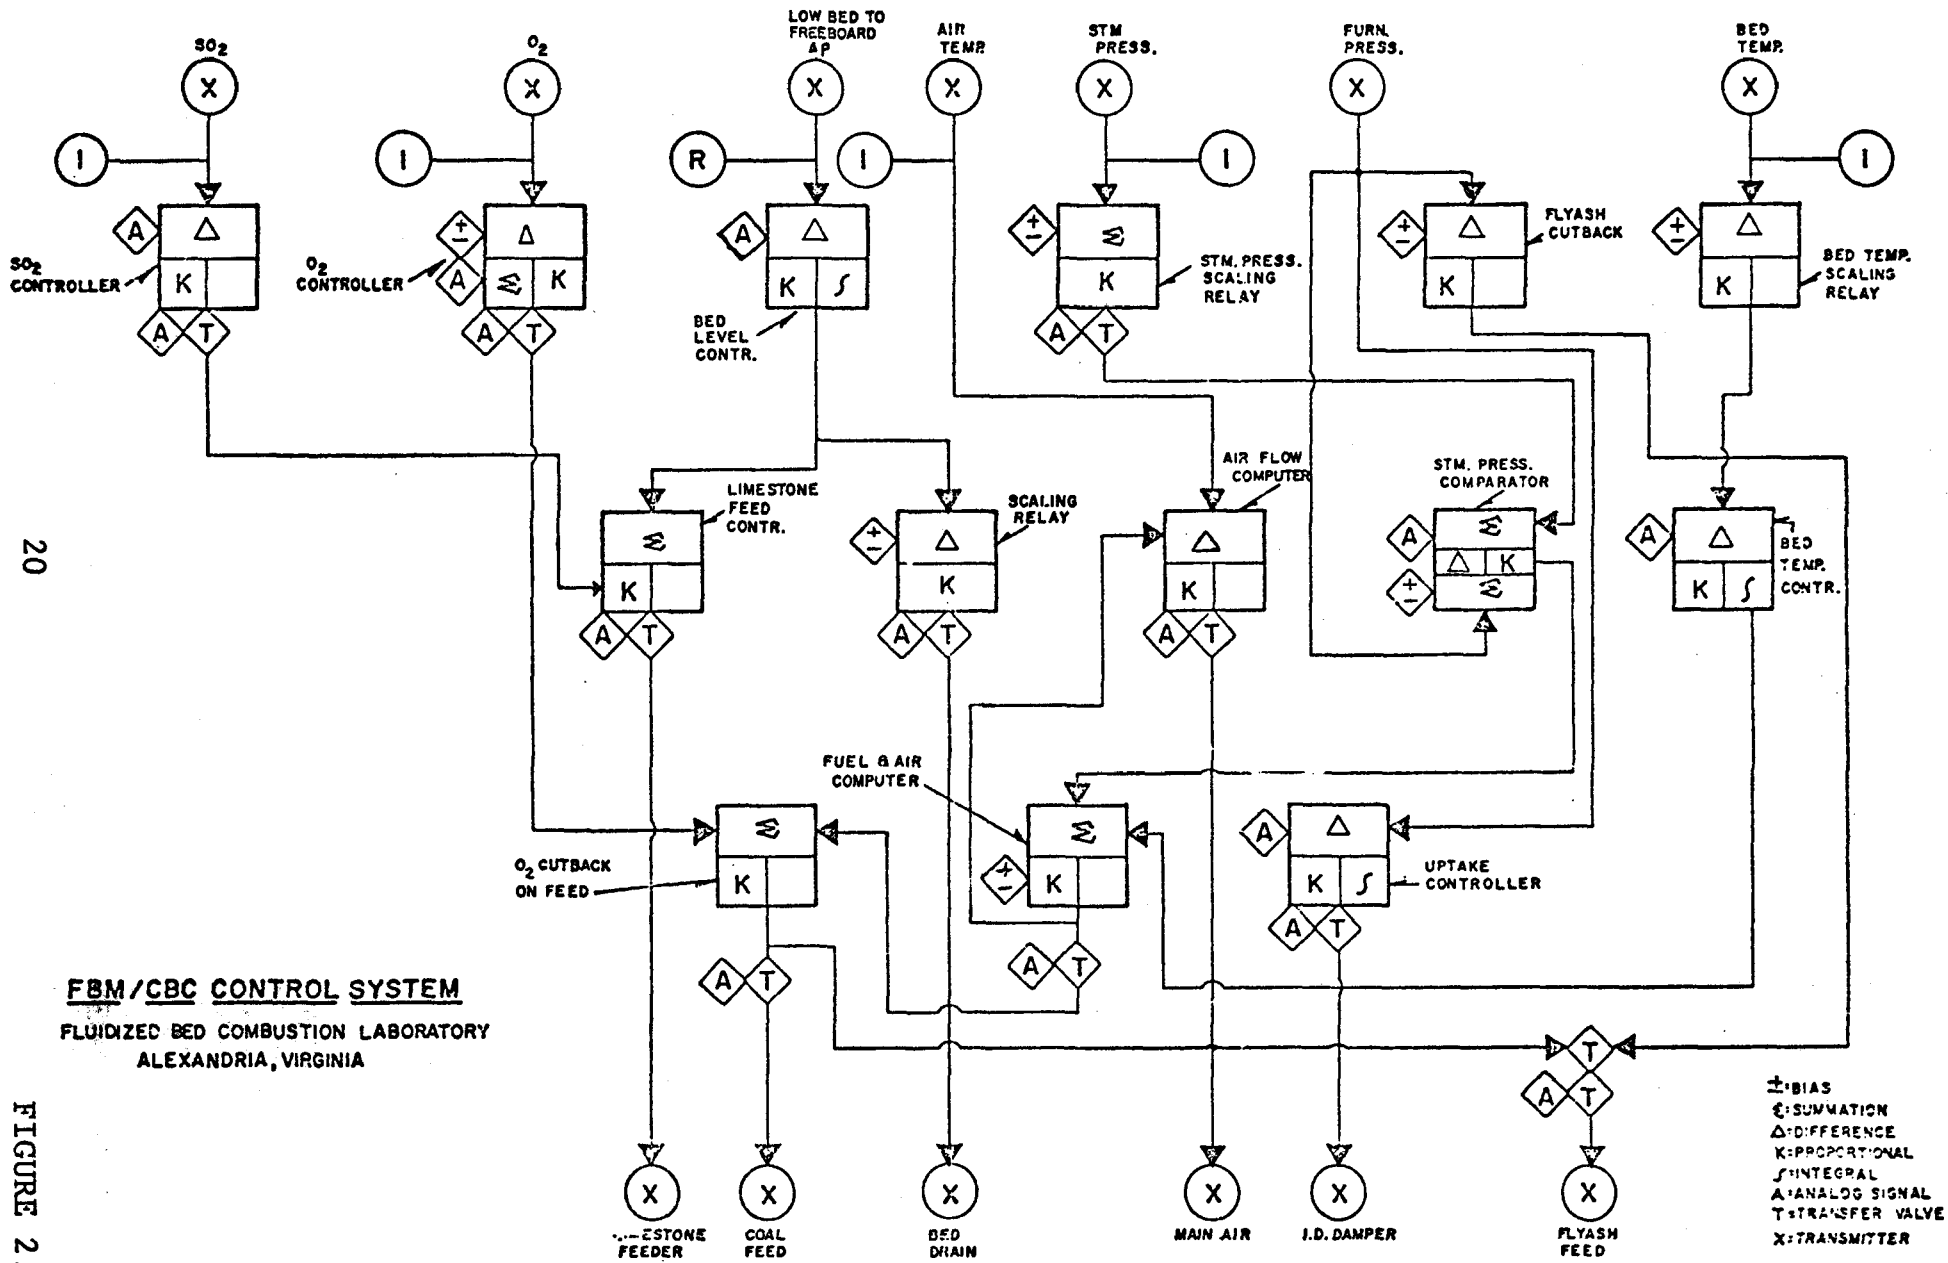 SO2
O2
LOW BED TO
FREEBOARD
ΔP
AIR
TEMP.
STM
PRESS.
FURN.
PRESS.
BED
TEMP.
X
X
X
X
X
X
X
I
I
R
I
I
I
A
Δ
K
A
T
SO2
CONTROLLER
±
A
Δ
Σ
K
A
T
O2
CONTROLLER
A
Δ
K
∫
BED
LEVEL
CONTR.
±
Σ
K
A
T
STM. PRESS.
SCALING
RELAY
±
Δ
K
FLYASH
CUTBACK
±
Δ
K
BED TEMP.
SCALING
RELAY
LIMESTONE
FEED
CONTR.
Σ
K
A
T
SCALING
RELAY
±
Δ
K
A
T
AIR FLOW
COMPUTER
Δ
K
A
T
STM. PRESS.
COMPARATOR
A
Σ
Δ
K
±
Σ
A
Δ
K
∫
BED
TEMP.
CONTR.
20
O2 CUTBACK
ON FEED
Σ
K
A
T
FUEL & AIR
COMPUTER
Σ
±
K
A
T
A
Δ
K
∫
A
T
UPTAKE
CONTROLLER
T
A
T
FBM/CBC CONTROL SYSTEM
FLUIDIZED BED COMBUSTION LABORATORY
ALEXANDRIA, VIRGINIA
X
X
X
X
X
X
ESTONE
FEEDER
COAL
FEED
BED
DRAIN
MAIN AIR
I.D. DAMPER
FLYASH
FEED
±:BIAS
Σ:SUMMATION
Δ:DIFFERENCE
K:PROPORTIONAL
∫:INTEGRAL
A:ANALOG SIGNAL
T:TRANSFER VALVE
X:TRANSMITTER
FIGURE 2.